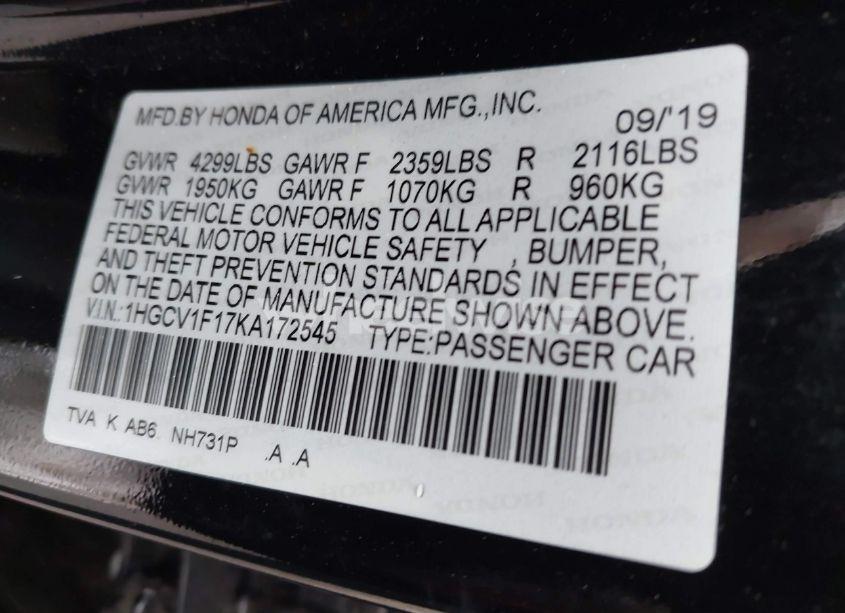 MFD.BY HONDA OF AMERICA MFG.,INC. 09/'19
GVWR 4299LBS GAWR F 2359LBS R 2116LBS
GVWR 1950KG GAWR F 1070KG R 960KG
THIS VEHICLE CONFORMS TO ALL APPLICABLE
FEDERAL MOTOR VEHICLE SAFETY , BUMPER,
AND THEFT PREVENTION STANDARDS IN EFFECT
ON THE DATE OF MANUFACTURE SHOWN ABOVE.
V.I.N.:1HGCV1F17KA172545 TYPE:PASSENGER CAR
TVA K AB6 NH731P .A .A